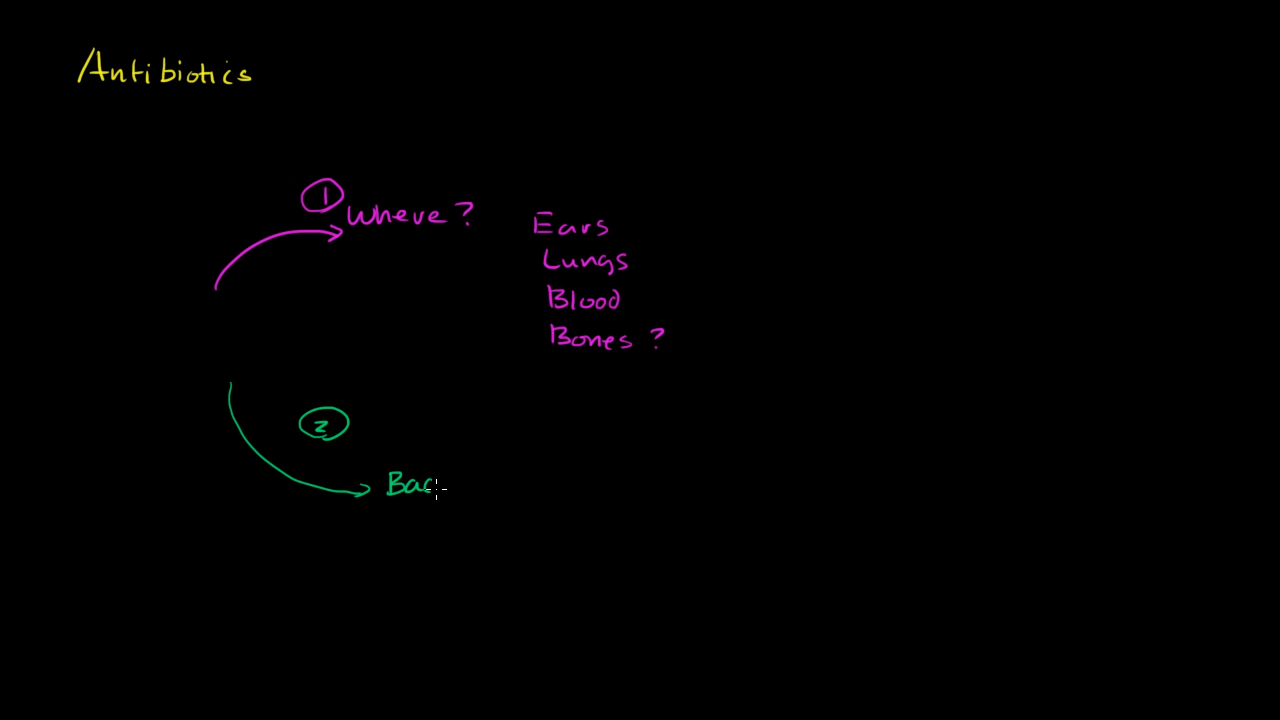 Antibiotics
① Where?
Ears
Lungs
Blood
Bones ?
②
Bac